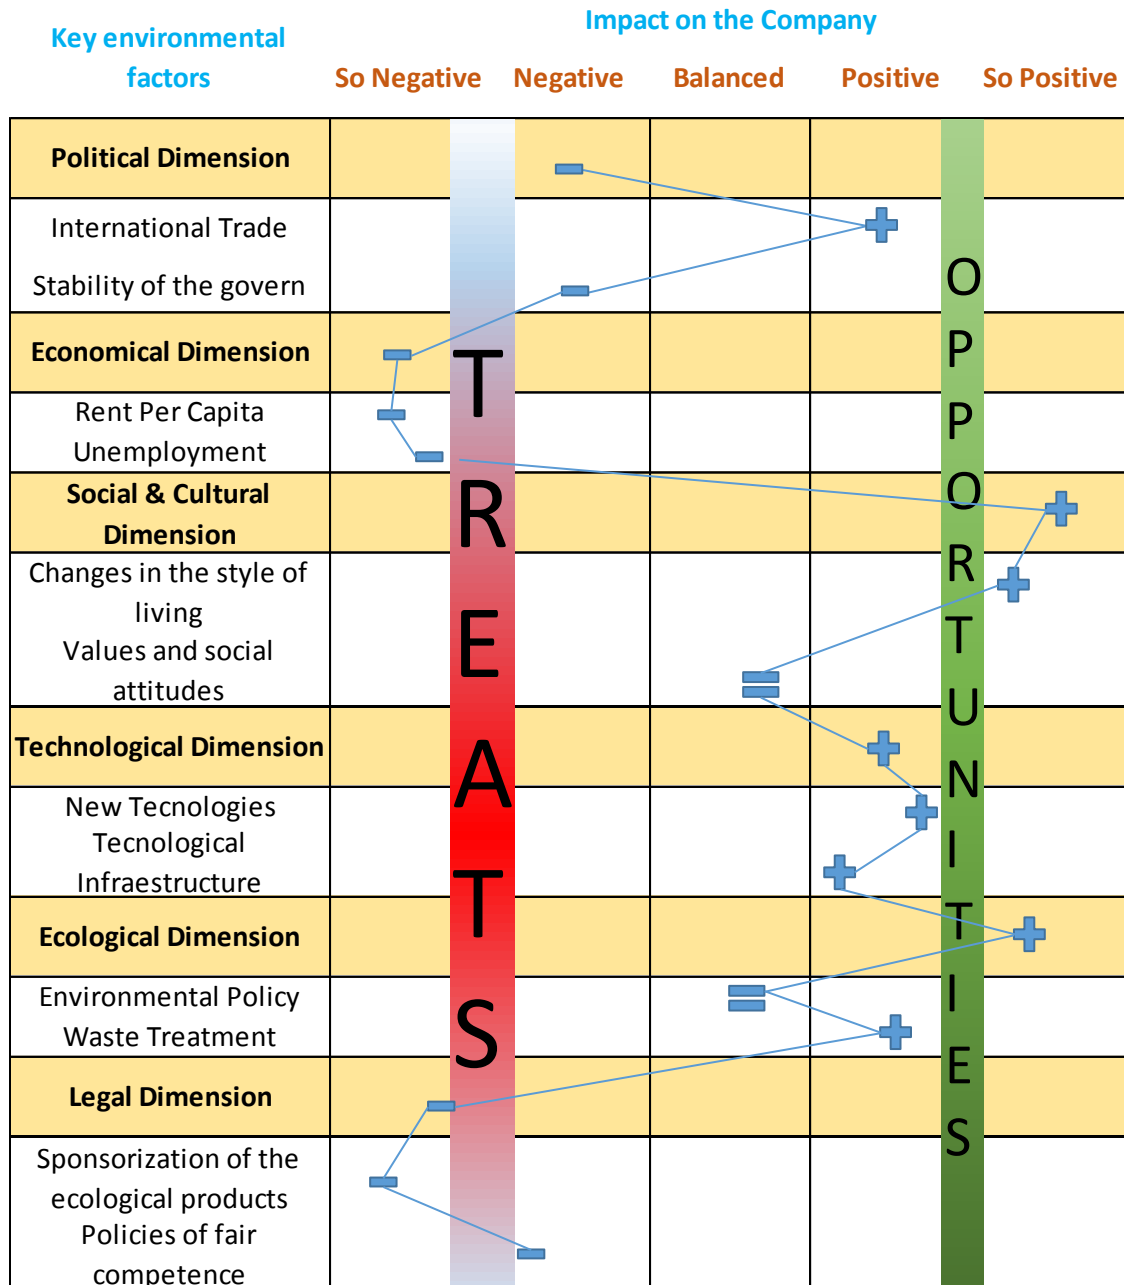 Key environmental
factors
Impact on the Company
So Negative
Negative
Balanced
Positive
So Positive
Political Dimension
International Trade
Stability of the govern
Economical Dimension
Rent Per Capita
Unemployment
Social & Cultural
Dimension
Changes in the style of
living
Values and social
attitudes
Technological Dimension
New Tecnologies
Tecnological
Infraestructure
Ecological Dimension
Environmental Policy
Waste Treatment
Legal Dimension
Sponsorization of the
ecological products
Policies of fair
competence
TREATS
OPPORTUNITIES